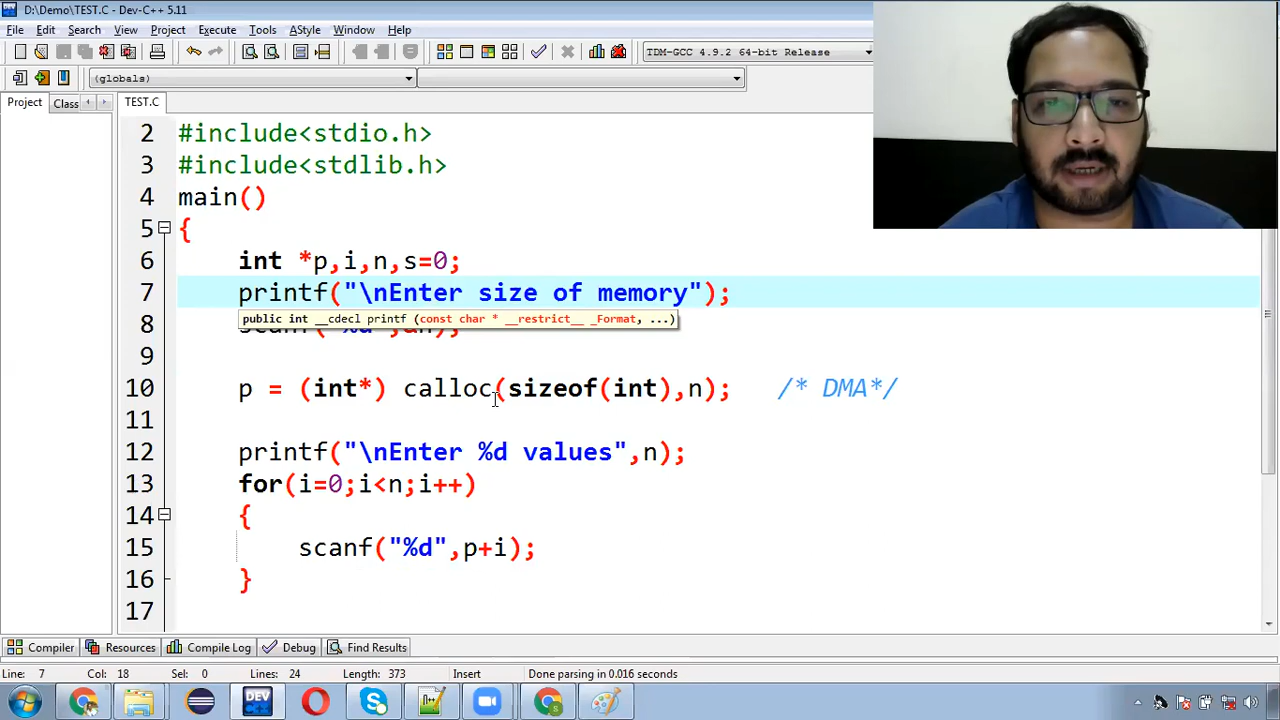 D:\Demo\TEST.C - Dev-C++ 5.11
File Edit Search View Project Execute Tools AStyle Window Help
TDM-GCC 4.9.2 64-bit Release
(globals)
Project Class TEST.C
2 #include<stdio.h>
3 #include<stdlib.h>
4 main()
5 {
6 int *p,i,n,s=0;
7 printf("\nEnter size of memory");
public int __cdecl printf (const char * __restrict__ _Format, ...)
8 scanf("%d",&n);
9
10 p = (int*) calloc(sizeof(int),n); /* DMA*/
11
12 printf("\nEnter %d values",n);
13 for(i=0;i<n;i++)
14 {
15 scanf("%d",p+i);
16 }
17
Compiler Resources Compile Log Debug Find Results
Line: 7 Col: 18 Sel: 0 Lines: 24 Length: 373 Insert Done parsing in 0.016 seconds
DEV